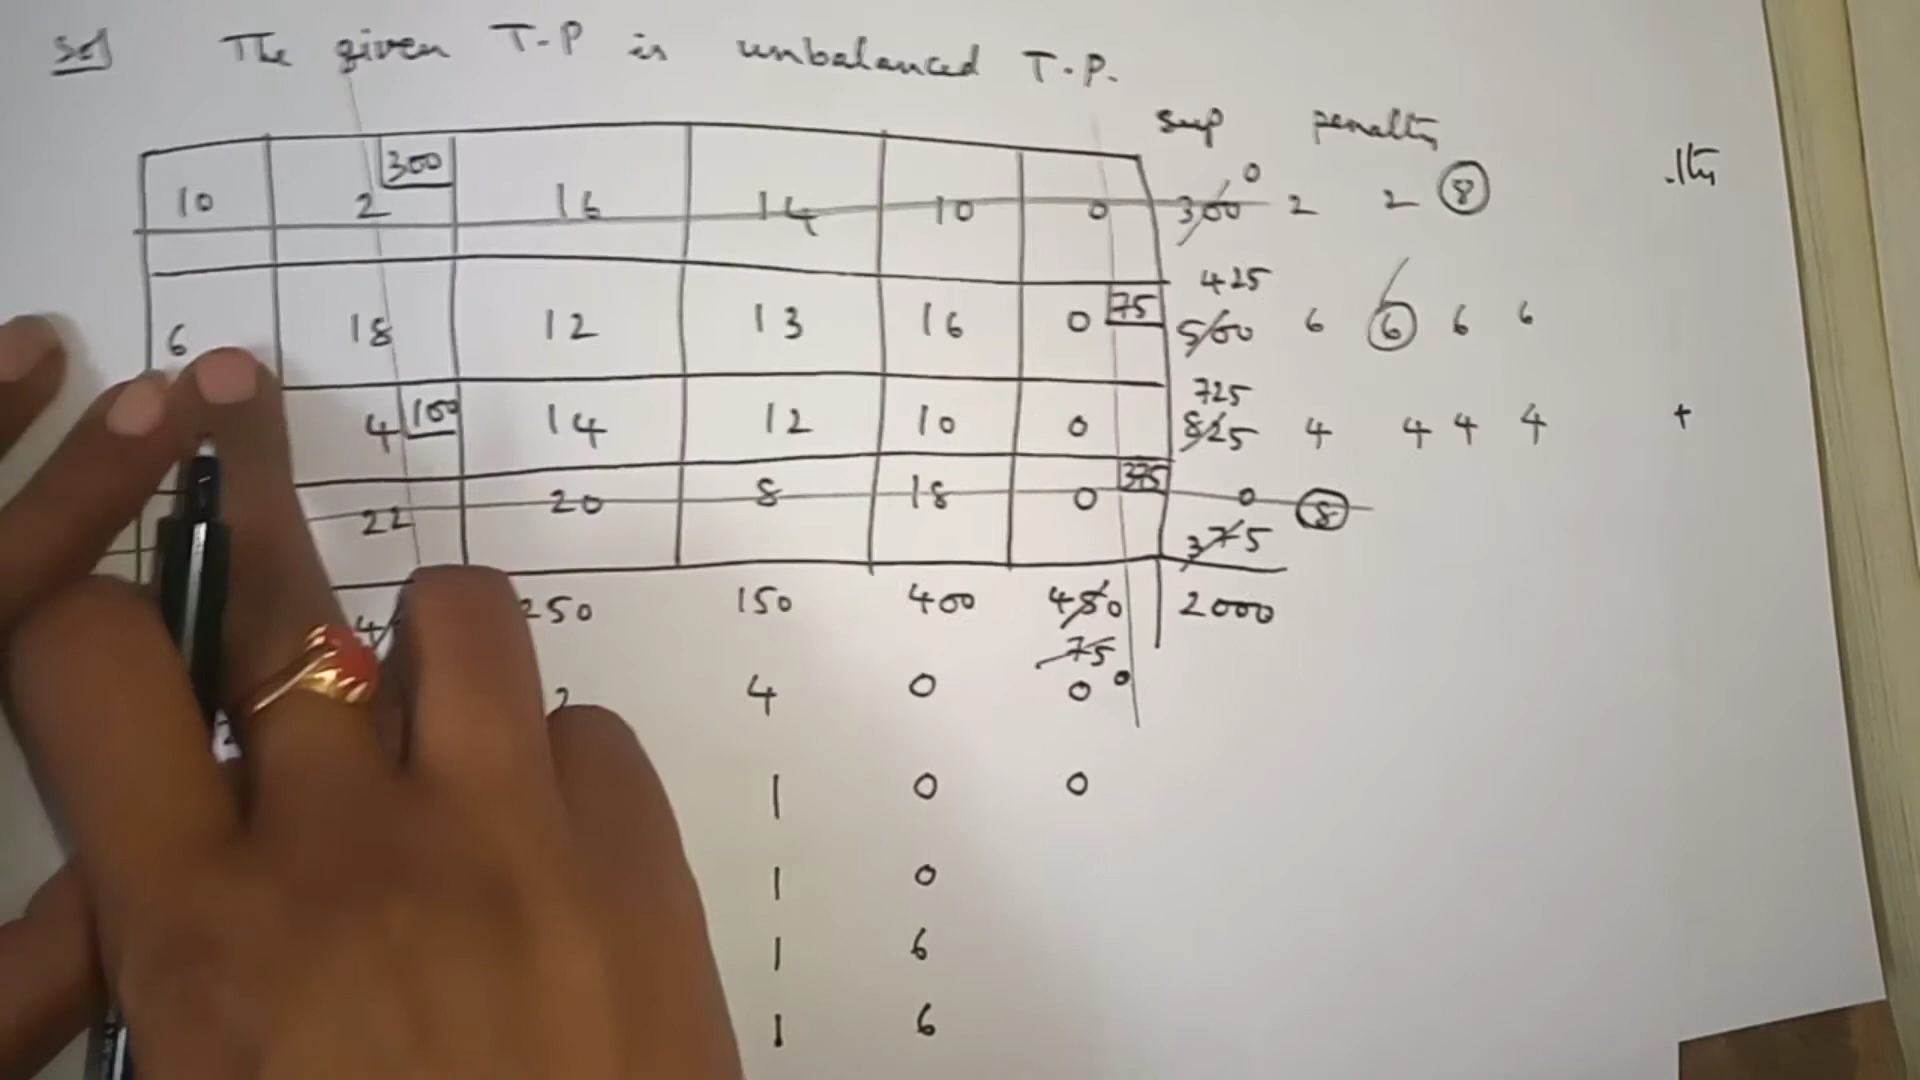 Sol The given T-P is unbalanced T.P.
sup penalty
300 0
10 2 16 14 10 0 300 2 2 8
425
6 18 12 13 16 0 75 500 6 6 6 6
725
4 100 14 12 10 0 825 4 4 4 4 +
22 20 8 18 0 375 0 8
375
250 150 400 450 2000
75
4 0 0 0
1 0 0
1 0
1 6
1 6